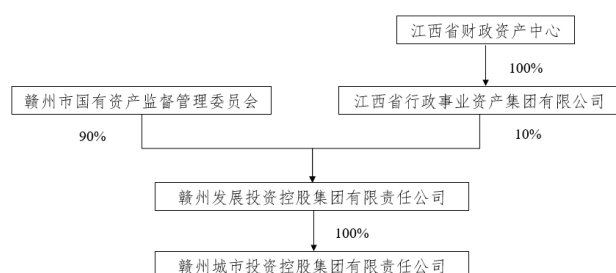 江西省财政资产中心
100%
赣州市国有资产监督管理委员会
江西省行政事业资产集团有限公司
90%
10%
赣州发展投资控股集团有限责任公司
100%
赣州城市投资控股集团有限责任公司